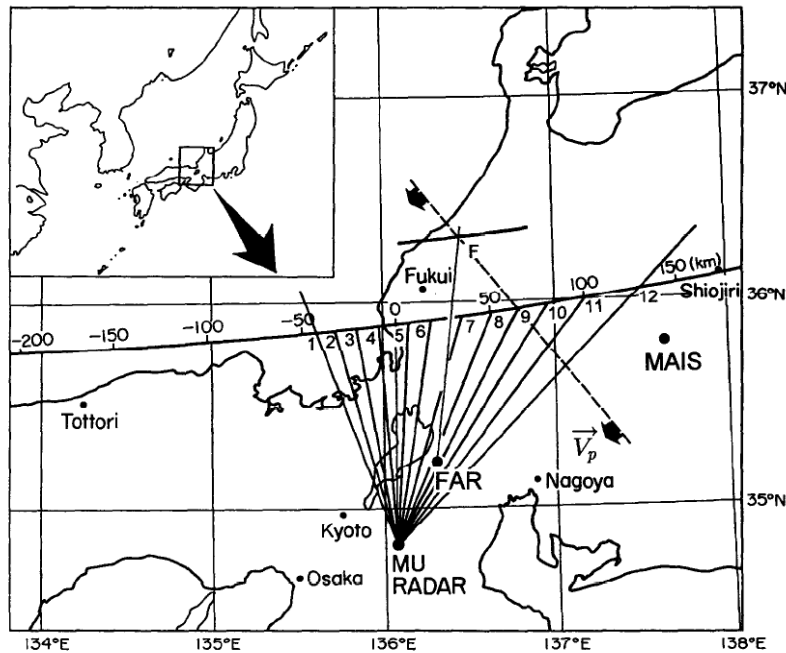 37°N
F
Fukui
150 (km)
100
50
0
-50
-100
-150
-200
Shiojiri
36°N
1 2 3 4 5 6 7 8 9 10 11 12
MAIS
Tottori
V_p
FAR
Nagoya
35°N
Kyoto
MU
RADAR
Osaka
134°E 135°E 136°E 137°E 138°E